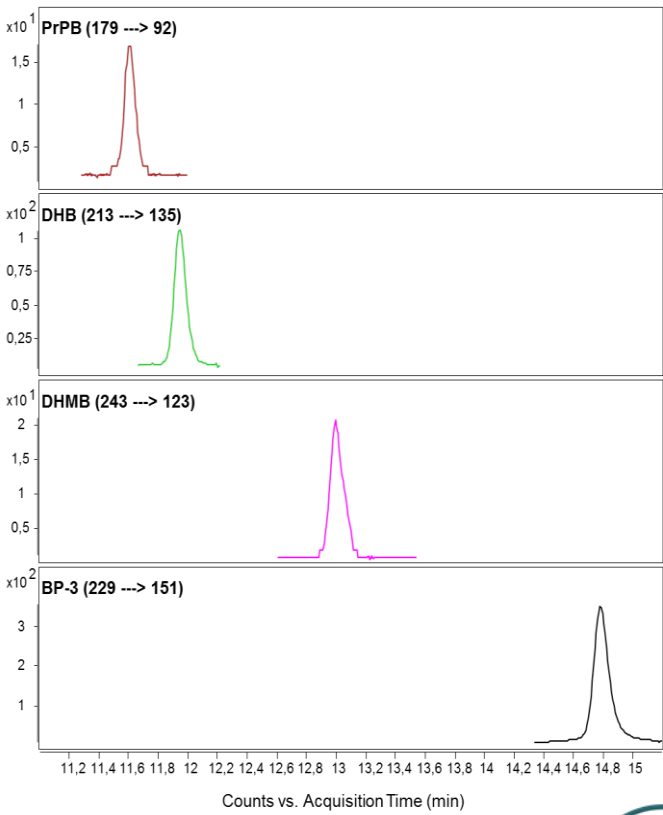 x10 1
PrPB (179 ---> 92)
1,5
1
0,5
x10 2
DHB (213 ---> 135)
1
0,75
0,5
0,25
x10 1
DHMB (243 ---> 123)
2
1,5
1
0,5
x10 2
BP-3 (229 ---> 151)
3
2
1
11,2 11,4 11,6 11,8 12 12,2 12,4 12,6 12,8 13 13,2 13,4 13,6 13,8 14 14,2 14,4 14,6 14,8 15
Counts vs. Acquisition Time (min)